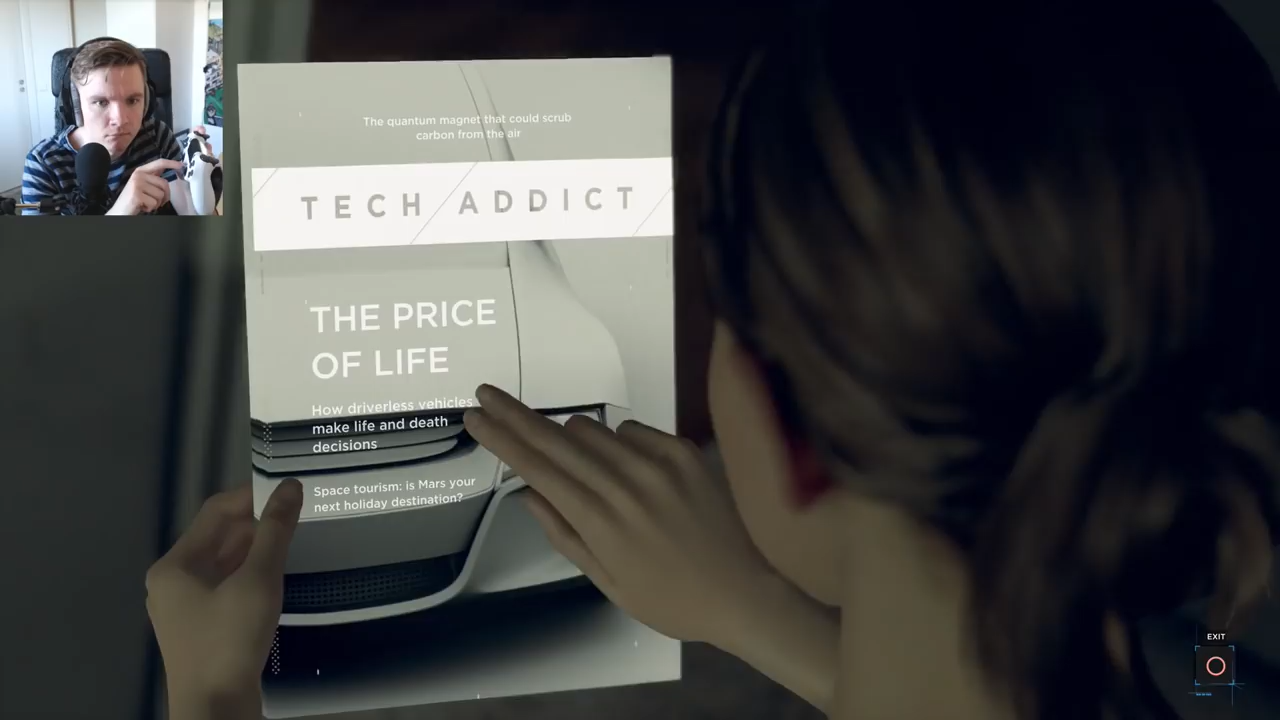 The quantum magnet that could scrub
carbon from the air
TECH ADDICT
THE PRICE
OF LIFE
How driverless vehicles
make life and death
decisions
Space tourism: is Mars your
next holiday destination?
EXIT